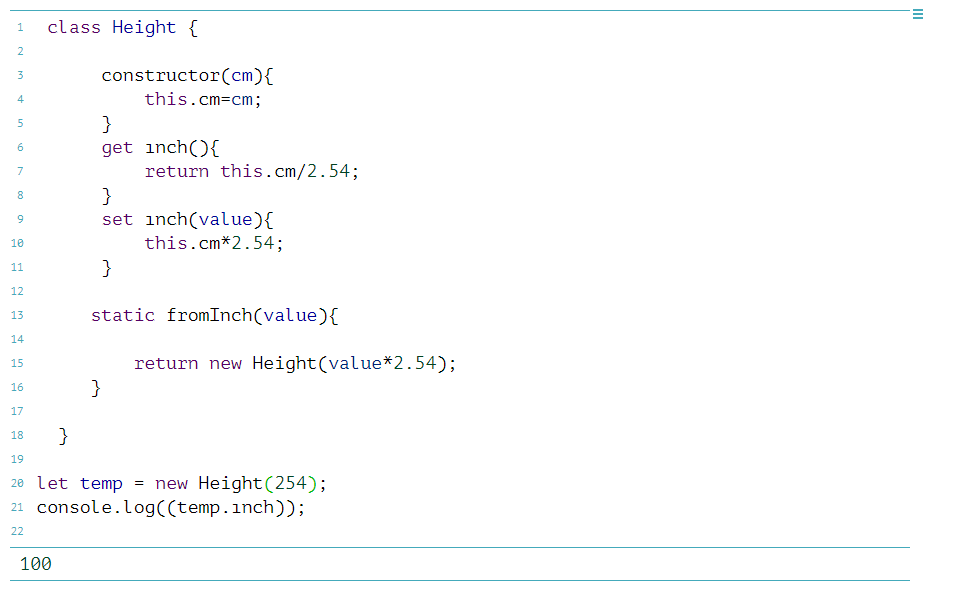 1 class Height {
2
3 constructor(cm){
4 this.cm=cm;
5 }
6 get ınch(){
7 return this.cm/2.54;
8 }
9 set ınch(value){
10 this.cm*2.54;
11 }
12
13 static fromInch(value){
14
15 return new Height(value*2.54);
16 }
17
18 }
19
20 let temp = new Height(254);
21 console.log((temp.ınch));
22
100